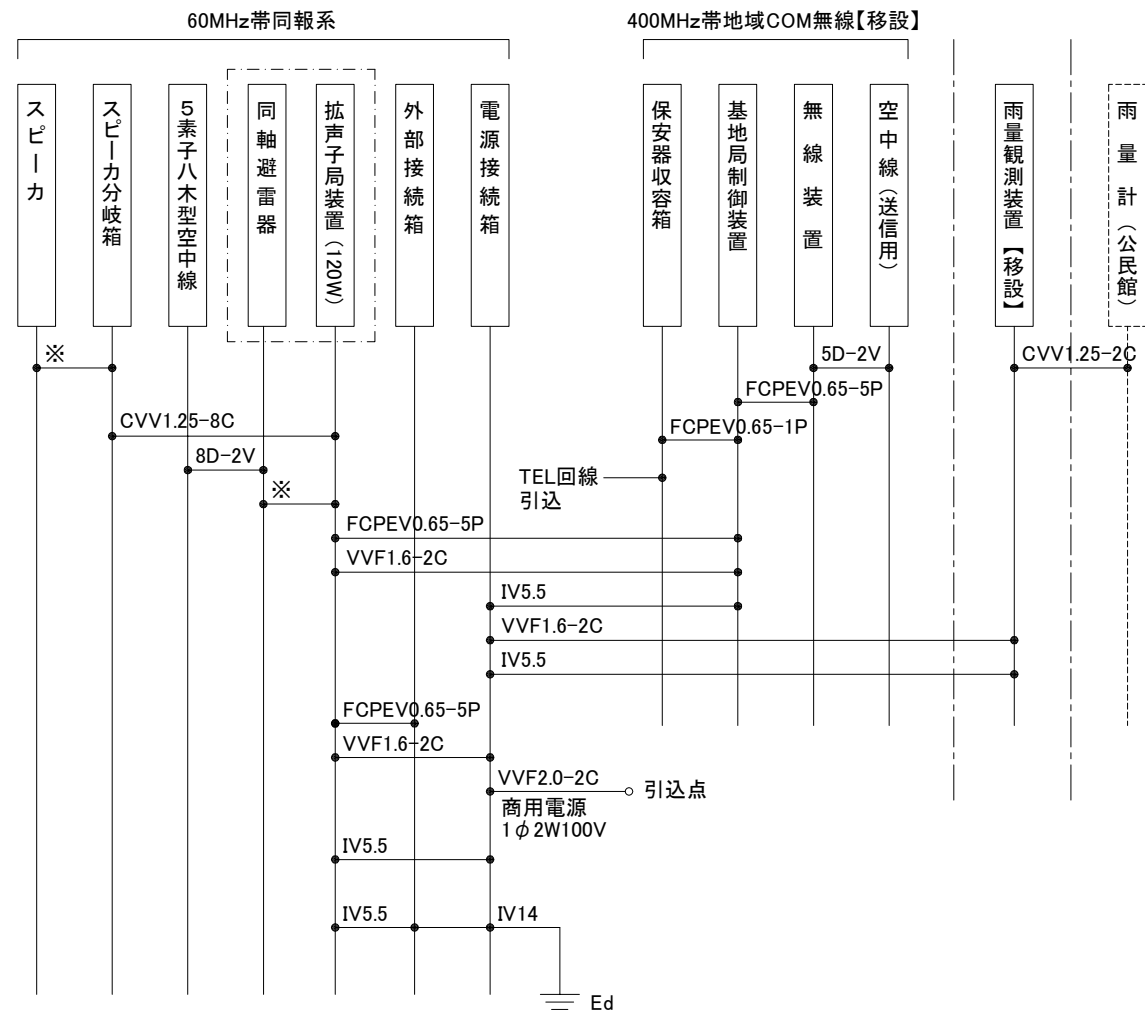 60MHz帯同報系
400MHz帯地域COM無線【移設】
スピーカ
スピーカ分岐箱
5素子八木型空中線
同軸避雷器
拡声子局装置(120W)
外部接続箱
電源接続箱
保安器収容箱
基地局制御装置
無線装置
空中線(送信用)
雨量観測装置【移設】
雨量計(公民館)
※
5D-2V
CVV1.25-2C
FCPEV0.65-5P
CVV1.25-8C
FCPEV0.65-1P
8D-2V
TEL回線
引込
※
FCPEV0.65-5P
VVF1.6-2C
IV5.5
VVF1.6-2C
IV5.5
FCPEV0.65-5P
VVF1.6-2C
VVF2.0-2C
引込点
商用電源
1φ2W100V
IV5.5
IV5.5
IV14
Ed